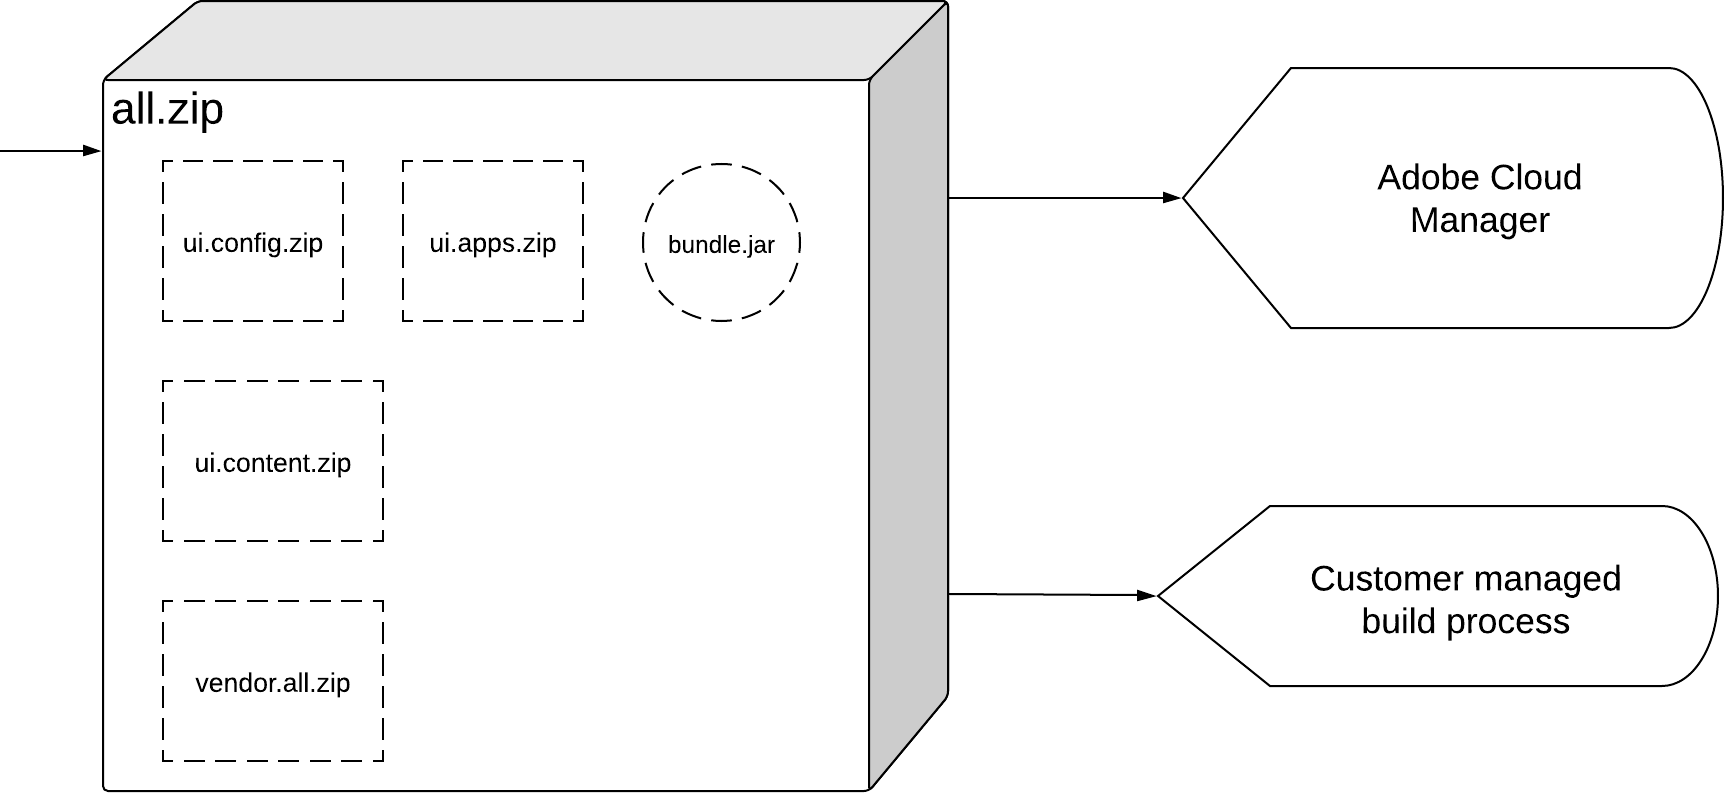 all.zip
ui.config.zip
ui.apps.zip
bundle.jar
ui.content.zip
vendor.all.zip
Adobe Cloud
Manager
Customer managed
build process